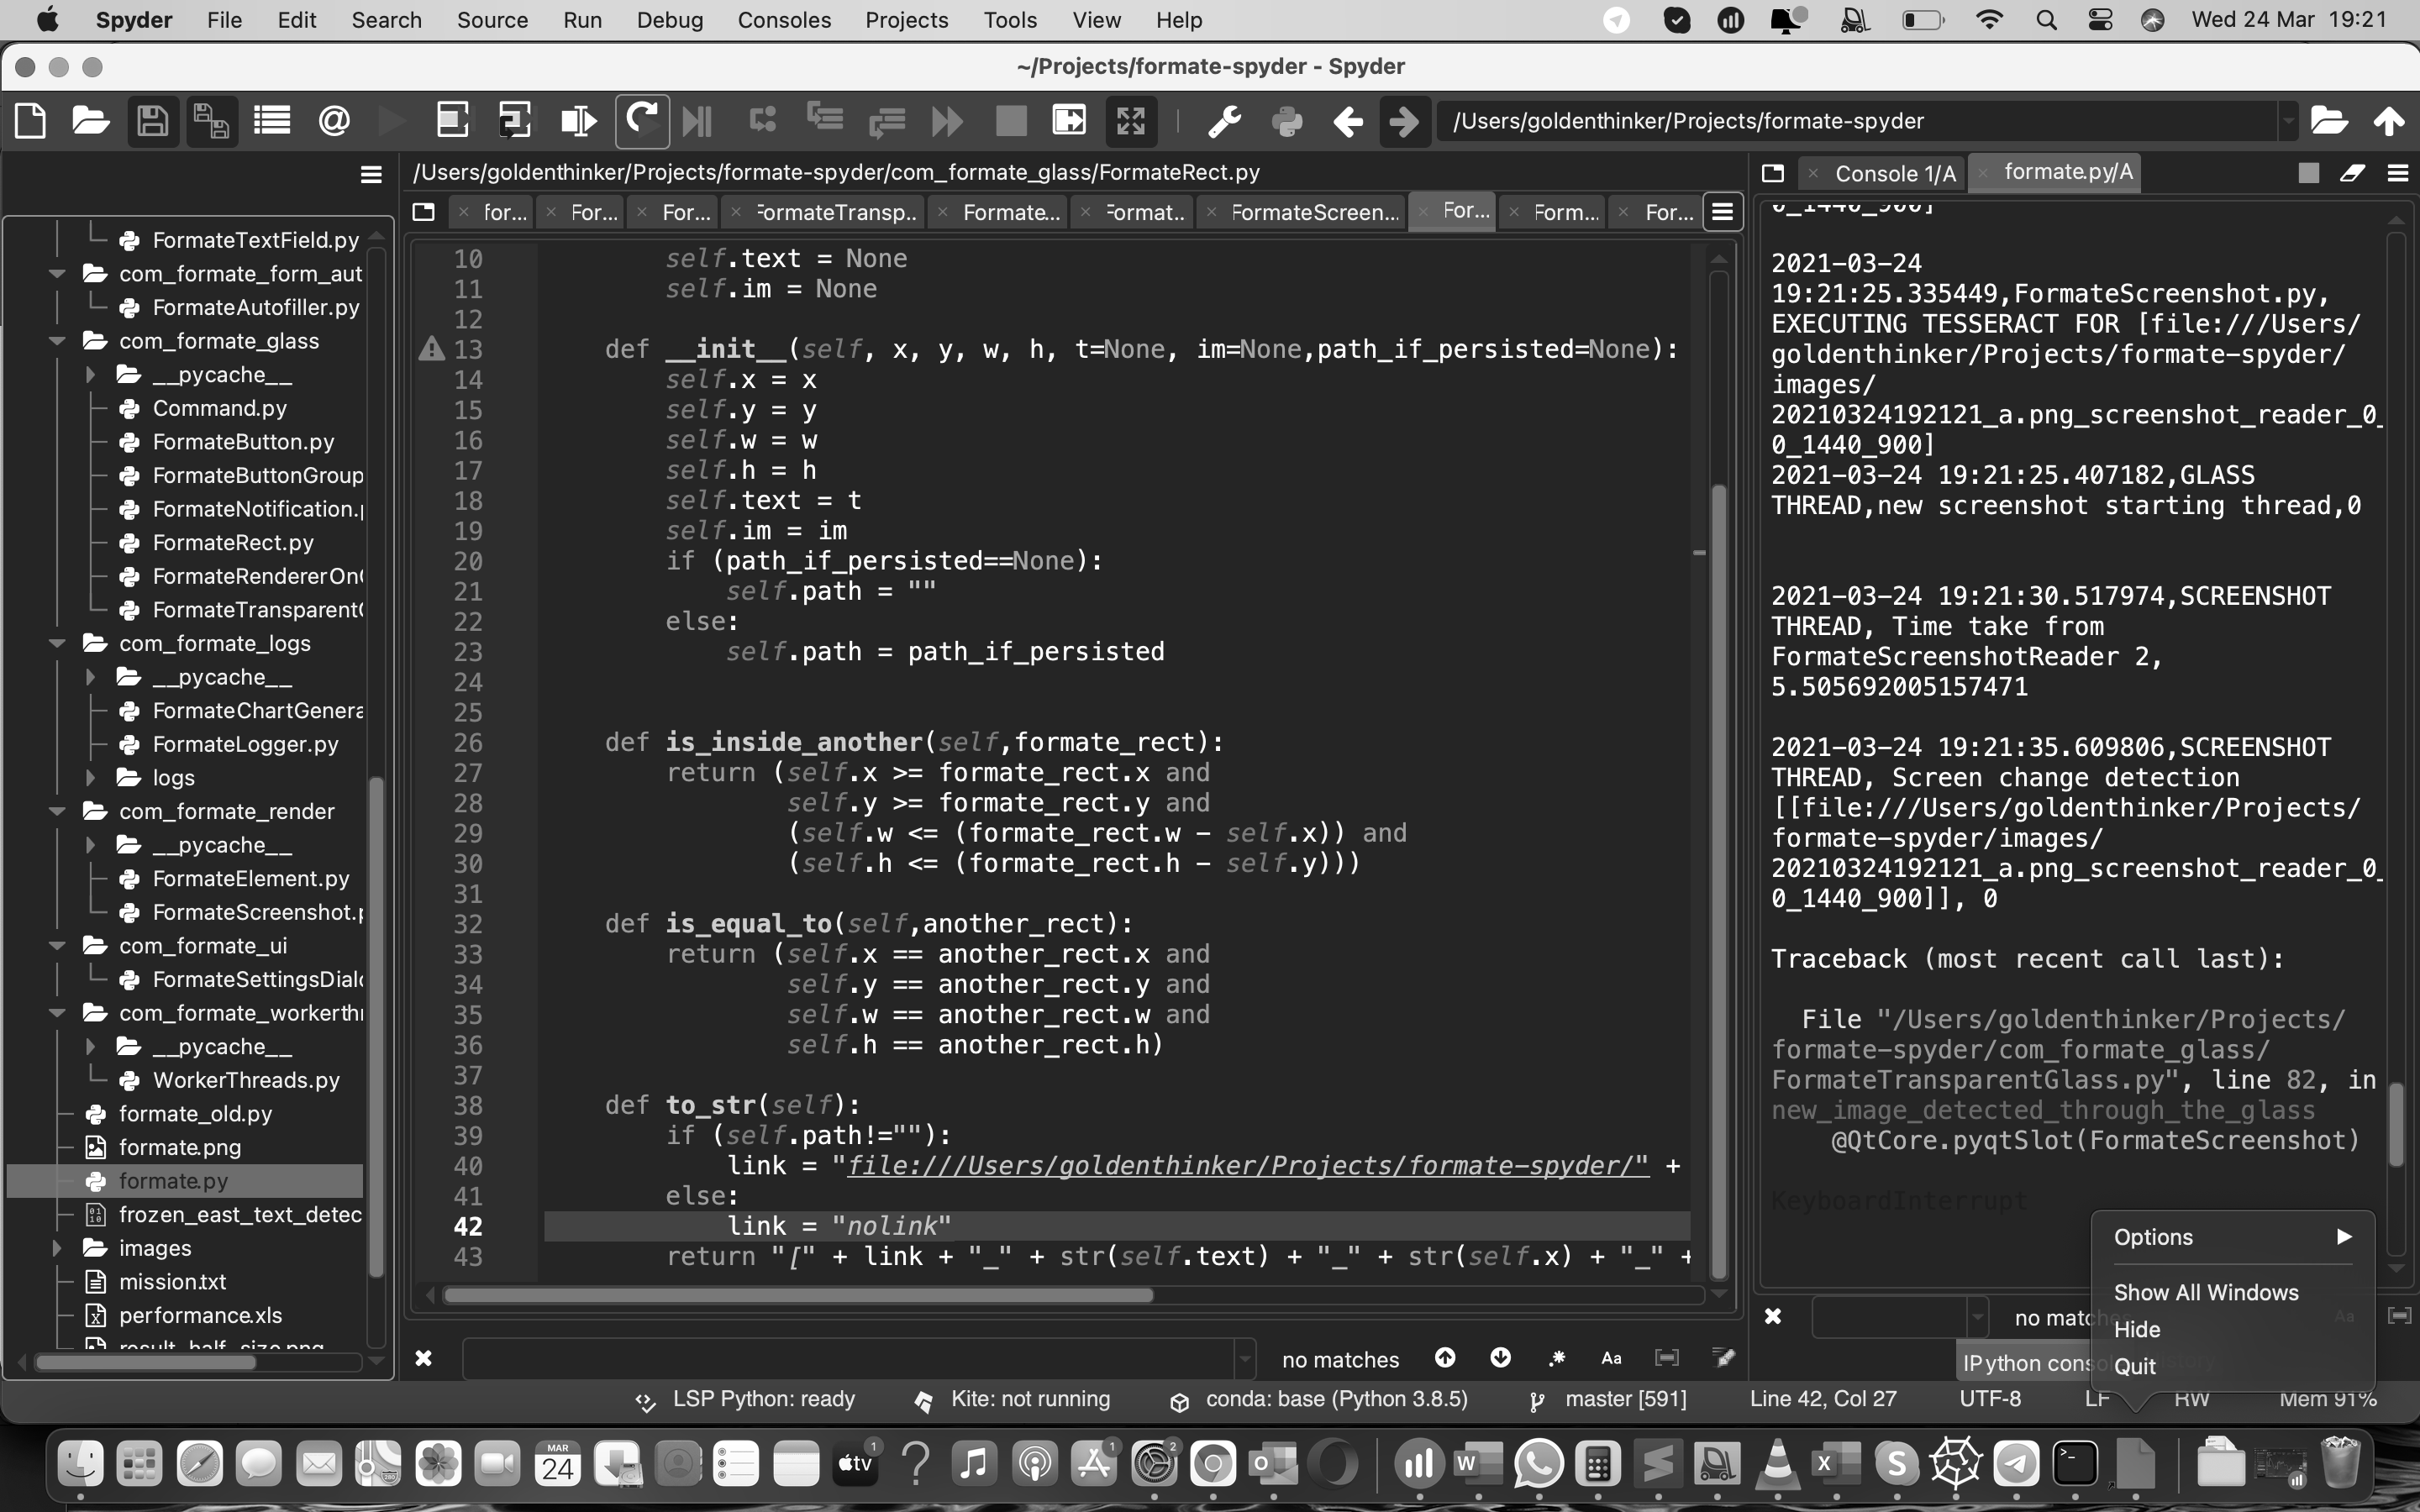 Spyder File Edit Search Source Run Debug Consoles Projects Tools View Help Wed 24 Mar 19:21
~/Projects/formate-spyder - Spyder
/Users/goldenthinker/Projects/formate-spyder
/Users/goldenthinker/Projects/formate-spyder/com_formate_glass/FormateRect.py
for... For... For... FormateTransp... Formate... Format... FormateScreen... For... Form... For...
FormateTextField.py
com_formate_form_aut
FormateAutofiller.py
com_formate_glass
__pycache__
Command.py
FormateButton.py
FormateButtonGroup
FormateNotification.p
FormateRect.py
FormateRendererOn
FormateTransparent
com_formate_logs
__pycache__
FormateChartGenera
FormateLogger.py
logs
com_formate_render
__pycache__
FormateElement.py
FormateScreenshot.p
com_formate_ui
FormateSettingsDialo
com_formate_workerth
__pycache__
WorkerThreads.py
formate_old.py
formate.png
formate.py
frozen_east_text_detec
images
mission.txt
performance.xls
result_half_size.png
10 self.text = None
11 self.im = None
12
13 def __init__(self, x, y, w, h, t=None, im=None,path_if_persisted=None):
14 self.x = x
15 self.y = y
16 self.w = w
17 self.h = h
18 self.text = t
19 self.im = im
20 if (path_if_persisted==None):
21 self.path = ""
22 else:
23 self.path = path_if_persisted
24
25
26 def is_inside_another(self,formate_rect):
27 return (self.x >= formate_rect.x and
28 self.y >= formate_rect.y and
29 (self.w <= (formate_rect.w - self.x)) and
30 (self.h <= (formate_rect.h - self.y)))
31
32 def is_equal_to(self,another_rect):
33 return (self.x == another_rect.x and
34 self.y == another_rect.y and
35 self.w == another_rect.w and
36 self.h == another_rect.h)
37
38 def to_str(self):
39 if (self.path!=""):
40 link = "file:///Users/goldenthinker/Projects/formate-spyder/" +
41 else:
42 link = "nolink"
43 return "[" + link + "_" + str(self.text) + "_" + str(self.x) + "_" +
no matches Aa
Console 1/A formate.py/A
0_1440_900]
2021-03-24
19:21:25.335449,FormateScreenshot.py,
EXECUTING TESSERACT FOR [file:///Users/
goldenthinker/Projects/formate-spyder/
images/
20210324192121_a.png_screenshot_reader_0_
0_1440_900]
2021-03-24 19:21:25.407182,GLASS
THREAD,new screenshot starting thread,0
2021-03-24 19:21:30.517974,SCREENSHOT
THREAD, Time take from
FormateScreenshotReader 2,
5.505692005157471
2021-03-24 19:21:35.609806,SCREENSHOT
THREAD, Screen change detection
[[file:///Users/goldenthinker/Projects/
formate-spyder/images/
20210324192121_a.png_screenshot_reader_0_
0_1440_900]], 0
Traceback (most recent call last):
File "/Users/goldenthinker/Projects/
formate-spyder/com_formate_glass/
FormateTransparentGlass.py", line 82, in
new_image_detected_through_the_glass
@QtCore.pyqtSlot(FormateScreenshot)
KeyboardInterrupt
Options
Show All Windows
Hide
Quit
no matches Aa
IPython console
LSP Python: ready Kite: not running conda: base (Python 3.8.5) master [591] Line 42, Col 27 UTF-8 LF RW Mem 91%
MAR
24
tv
1
1
2
W
X
S